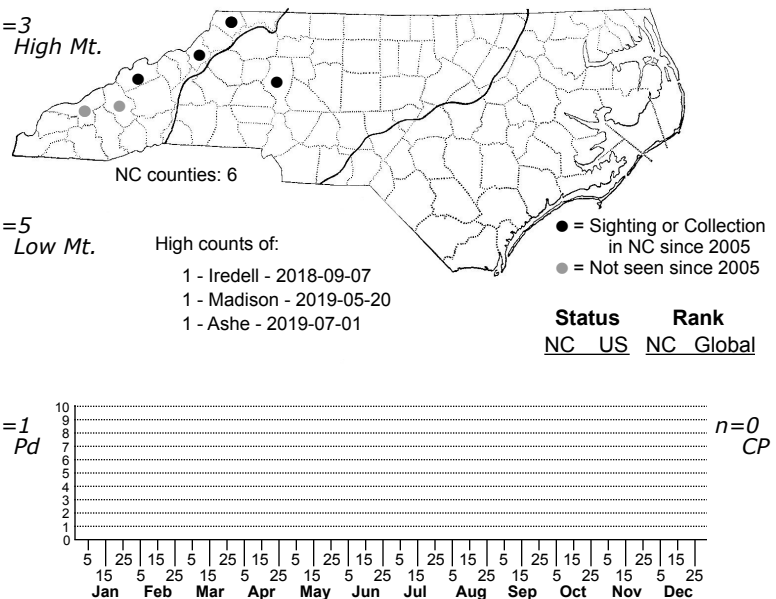 =3
High Mt.
NC counties: 6
=5
Low Mt.
High counts of:
1 - Iredell - 2018-09-07
1 - Madison - 2019-05-20
1 - Ashe - 2019-07-01
● = Sighting or Collection
in NC since 2005
● = Not seen since 2005
Status Rank
NC US NC Global
=1
Pd
n=0
CP
10
9
8
7
6
5
4
3
2
1
0
5 25 15 5 25 15 5 25 15 5 25 15 5 25 15 5 25 15
15 5 25 15 5 25 15 5 25 15 5 25 15 5 25 15 5 25
Jan Feb Mar Apr May Jun Jul Aug Sep Oct Nov Dec